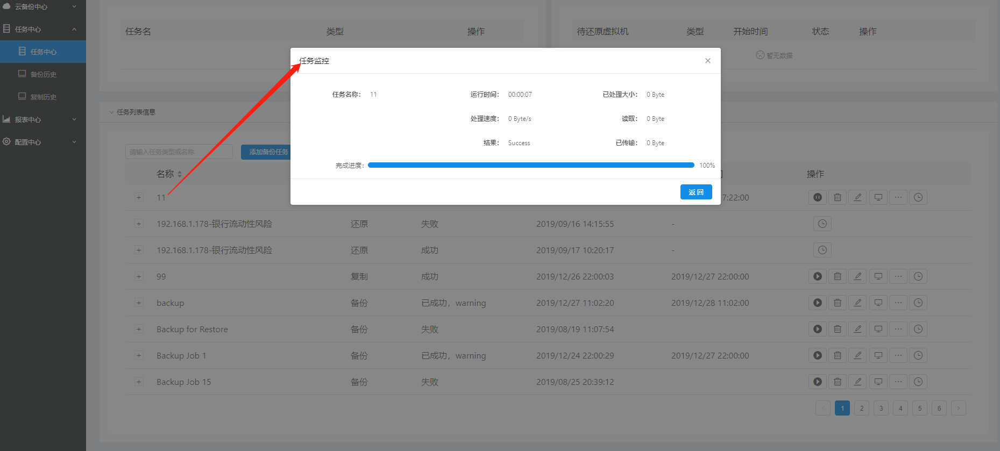 云备份中心
任务中心
任务中心
备份历史
复制历史
报表中心
配置中心
任务名 类型 操作
待还原虚拟机 类型 开始时间 状态 操作
暂无数据
任务监控
任务名称： 11 运行时间： 00:00:07 已处理大小： 0 Byte
处理速度： 0 Byte/s 读取： 0 Byte
结果： Success 已传输： 0 Byte
完成进度： 100%
返回
任务列表信息
请输入任务类型或名称 添加备份任务
名称 操作
11 7:22:00
192.168.1.178-银行流动性风险 还原 失败 2019/09/16 14:15:55 -
192.168.1.178-银行流动性风险 还原 成功 2019/09/17 10:20:17 -
99 复制 成功 2019/12/26 22:00:03 2019/12/27 22:00:00
backup 备份 已成功，warning 2019/12/27 11:02:20 2019/12/28 11:02:00
Backup for Restore 备份 失败 2019/08/19 11:07:54
Backup Job 1 备份 已成功，warning 2019/12/24 22:00:29 2019/12/27 22:00:00
Backup Job 15 备份 失败 2019/08/25 20:39:12
< 1 2 3 4 5 6 >